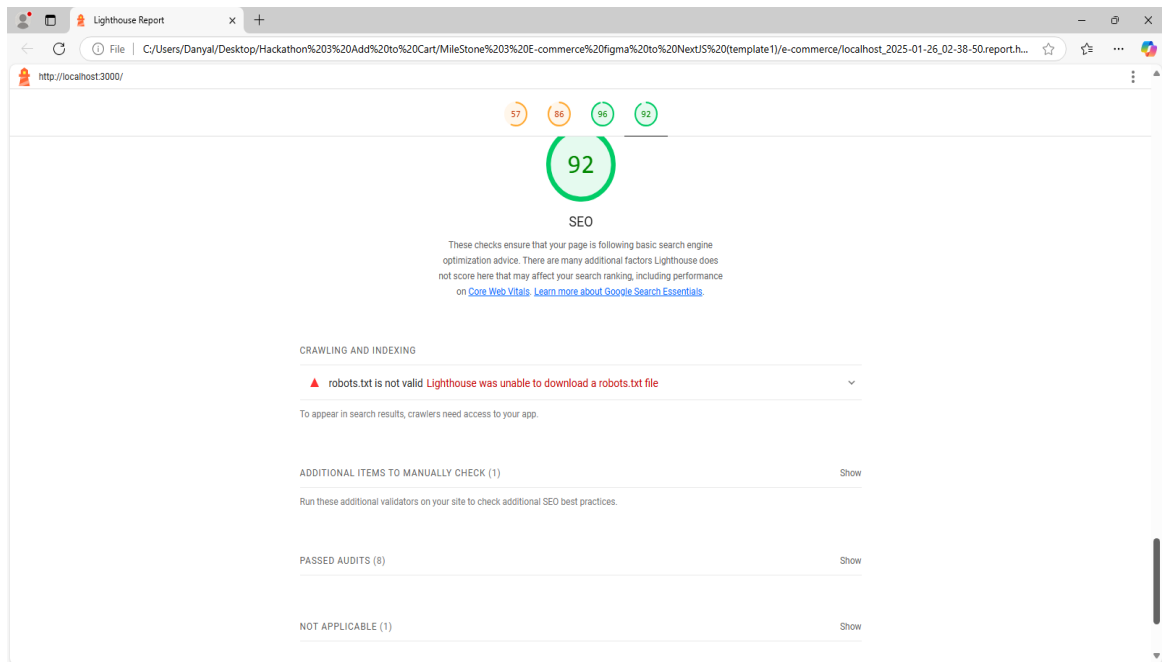 Lighthouse Report
File
C:/Users/Danyal/Desktop/Hackathon%203%20Add%20to%20Cart/MileStone%203%20E-commerce%20figma%20to%20NextJS%20(template1)/e-commerce/localhost_2025-01-26_02-38-50.report.h...
http://localhost:3000/
57 86 96 92
92
SEO
These checks ensure that your page is following basic search engine
optimization advice. There are many additional factors Lighthouse does
not score here that may affect your search ranking, including performance
on Core Web Vitals. Learn more about Google Search Essentials.
CRAWLING AND INDEXING
robots.txt is not valid Lighthouse was unable to download a robots.txt file
To appear in search results, crawlers need access to your app.
ADDITIONAL ITEMS TO MANUALLY CHECK (1) Show
Run these additional validators on your site to check additional SEO best practices.
PASSED AUDITS (8) Show
NOT APPLICABLE (1) Show